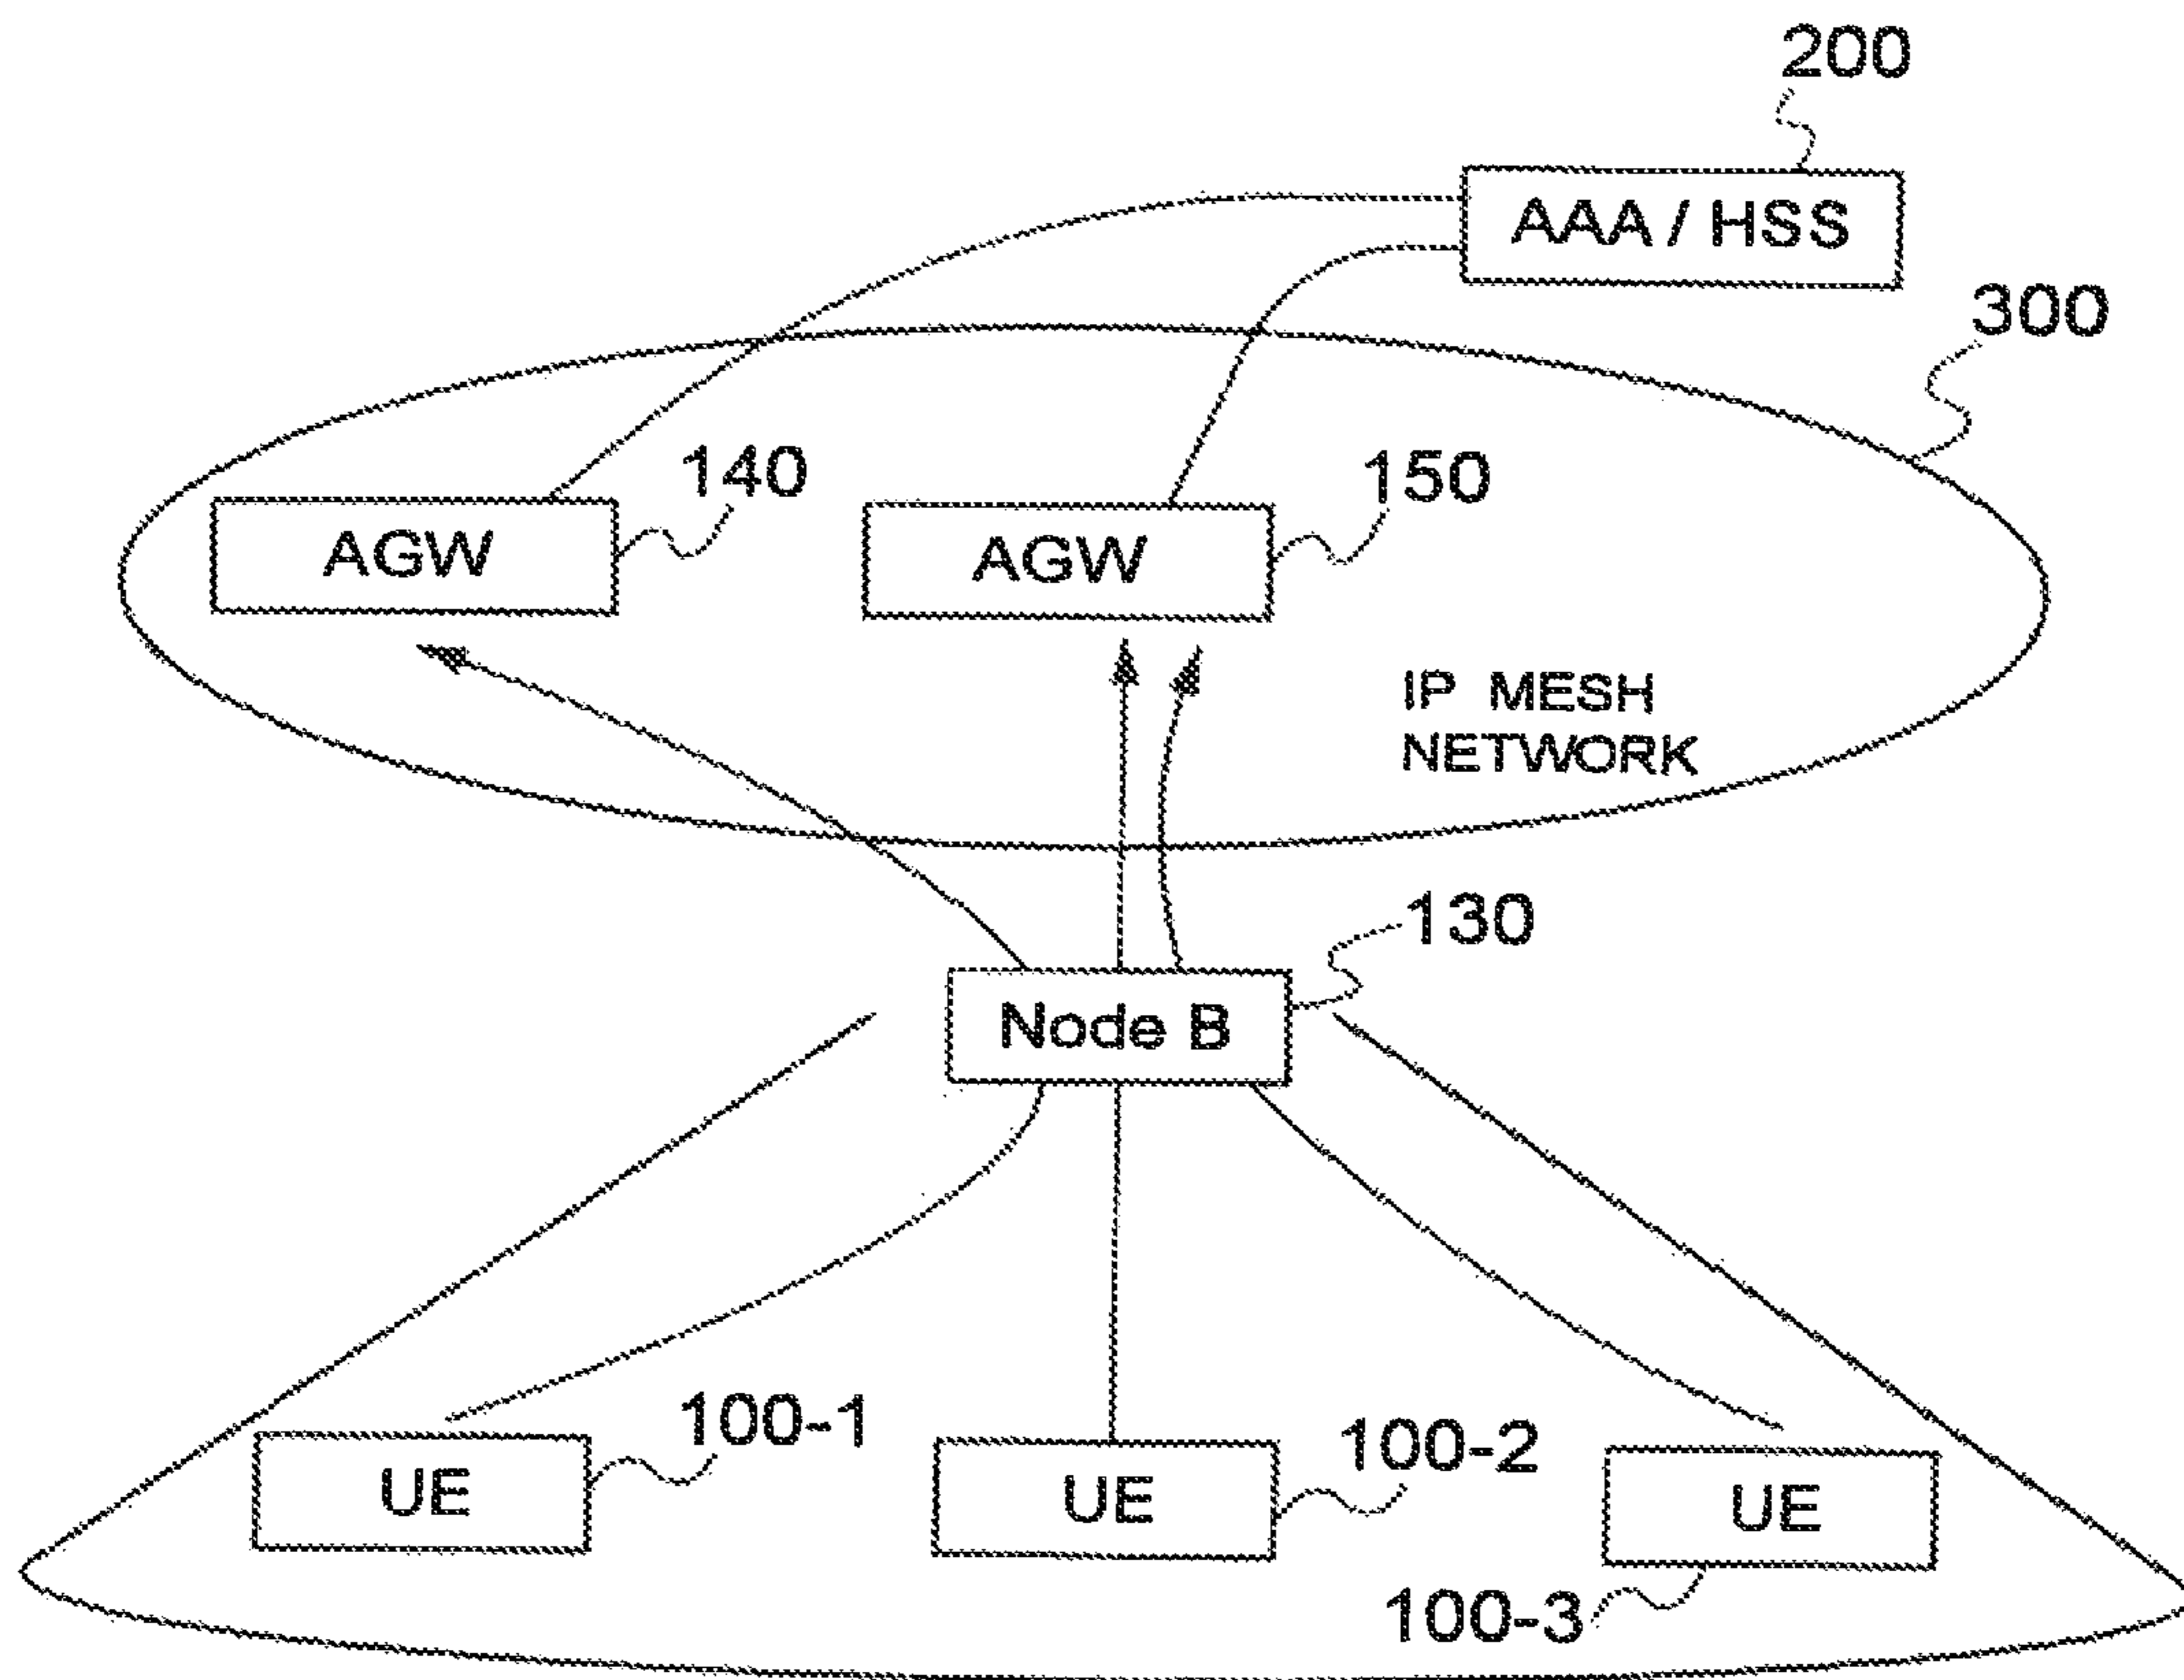 200
AAA / HSS
300
140
150
AGW
AGW
IP MESH
NETWORK
130
Node B
100-1
100-2
UE
UE
UE
100-3